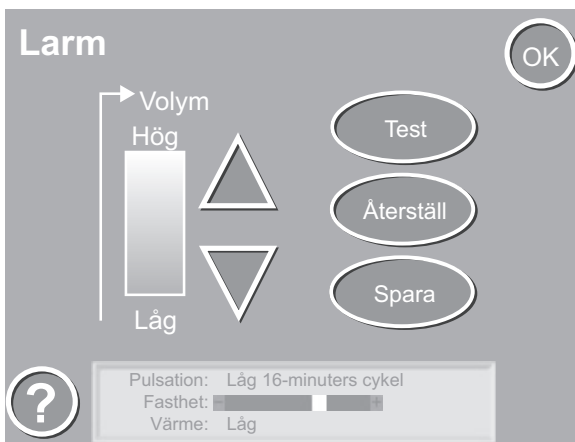 Larm
OK
Volym
Hög
Låg
Test
Återställ
Spara
?
Pulsation: Låg 16-minuters cykel
Fasthet: - +
Värme: Låg